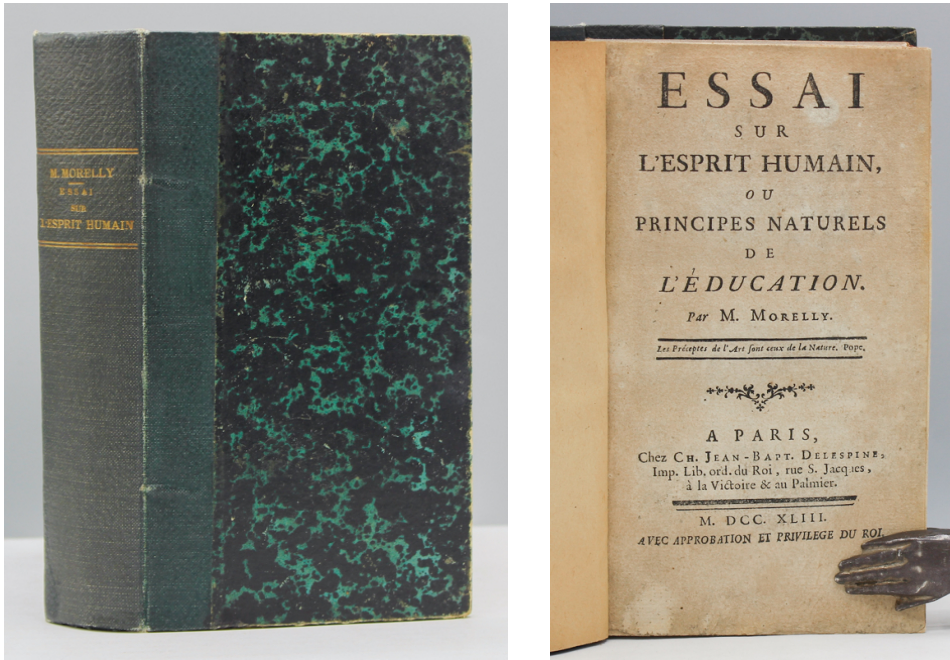 M. MORELLY
ESSAI
SUR
L'ESPRIT HUMAIN
ESSAI
SUR
L'ESPRIT HUMAIN,
OU
PRINCIPES NATURELS
DE
L'ÉDUCATION.
Par M. MORELLY.
Les Préceptes de l'Art sont ceux de la Nature. Pope.
A PARIS,
Chez CH. JEAN-BAPT. DELESPINE,
Imp. Lib. ord. du Roi, rue S. Jacques,
à la Victoire & au Palmier.
M. DCC. XLIII.
AVEC APPROBATION ET PRIVILEGE DU ROI.